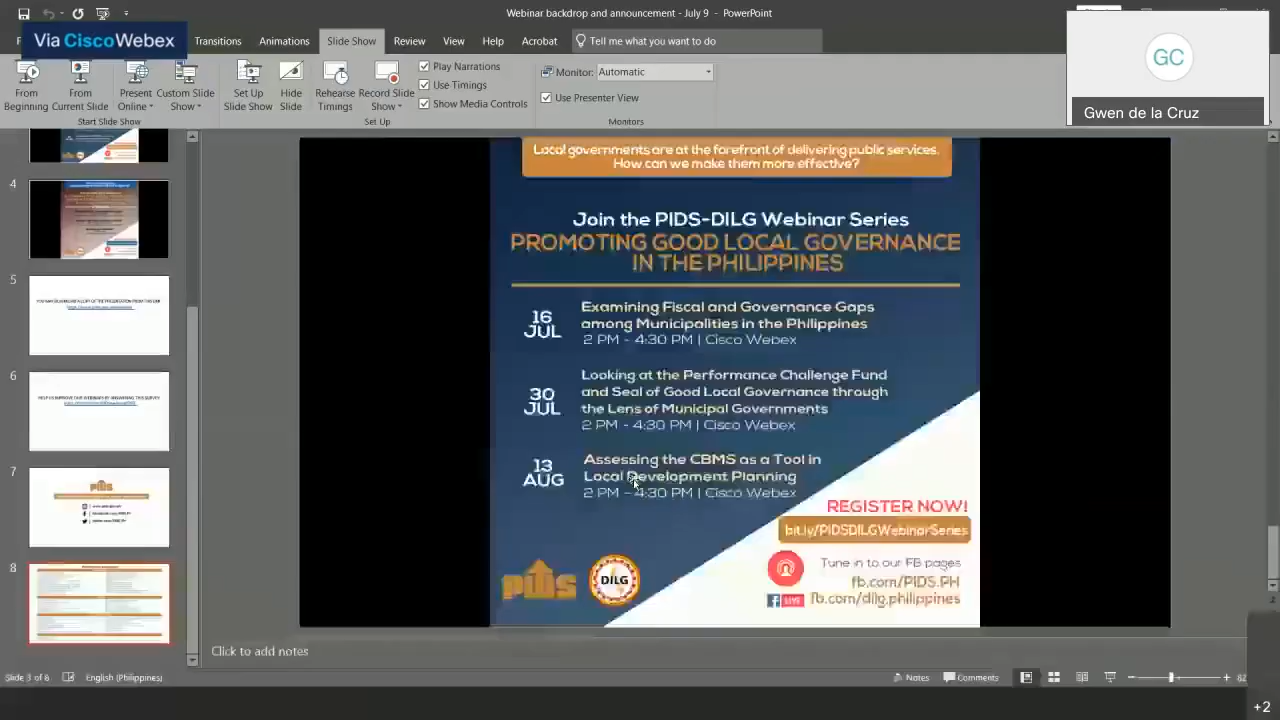 Webinar backdrop and announcement - July 9 - PowerPoint
Via Cisco Webex
Transitions
Animations
Slide Show
Review
View
Help
Acrobat
Tell me what you want to do
From Beginning
From Current Slide
Present Online
Custom Slide Show
Set Up Slide Show
Hide Slide
Rehearse Timings
Record Slide Show
Play Narrations
Use Timings
Show Media Controls
Monitor: Automatic
Use Presenter View
Start Slide Show
Set Up
Monitors
GC
Gwen de la Cruz
4
5
6
7
8
Local governments are at the forefront of delivering public services.
How can we make them more effective?
Join the PIDS-DILG Webinar Series
PROMOTING GOOD LOCAL GOVERNANCE
IN THE PHILIPPINES
16 JUL
Examining Fiscal and Governance Gaps
among Municipalities in the Philippines
2 PM - 4:30 PM | Cisco Webex
30 JUL
Looking at the Performance Challenge Fund
and Seal of Good Local Governance through
the Lens of Municipal Governments
2 PM - 4:30 PM | Cisco Webex
13 AUG
Assessing the CBMS as a Tool in
Local Development Planning
2 PM - 4:30 PM | Cisco Webex
REGISTER NOW!
bit.ly/PIDSDILGWebinarSeries
Tune in to our FB pages
fb.com/PIDS.PH
fb.com/dilg.philippines
LIVE
pids
DILG
Click to add notes
English (Philippines)
Notes
Comments
+2